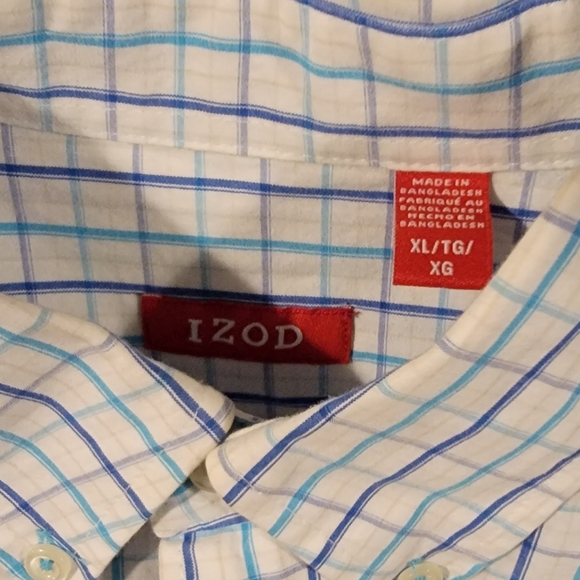 MADE IN
BANGLADESH
FABRIQUÉ AU
BANGLADESH
HECHO EN
BANGLADESH
XL/TG/
XG
IZOD